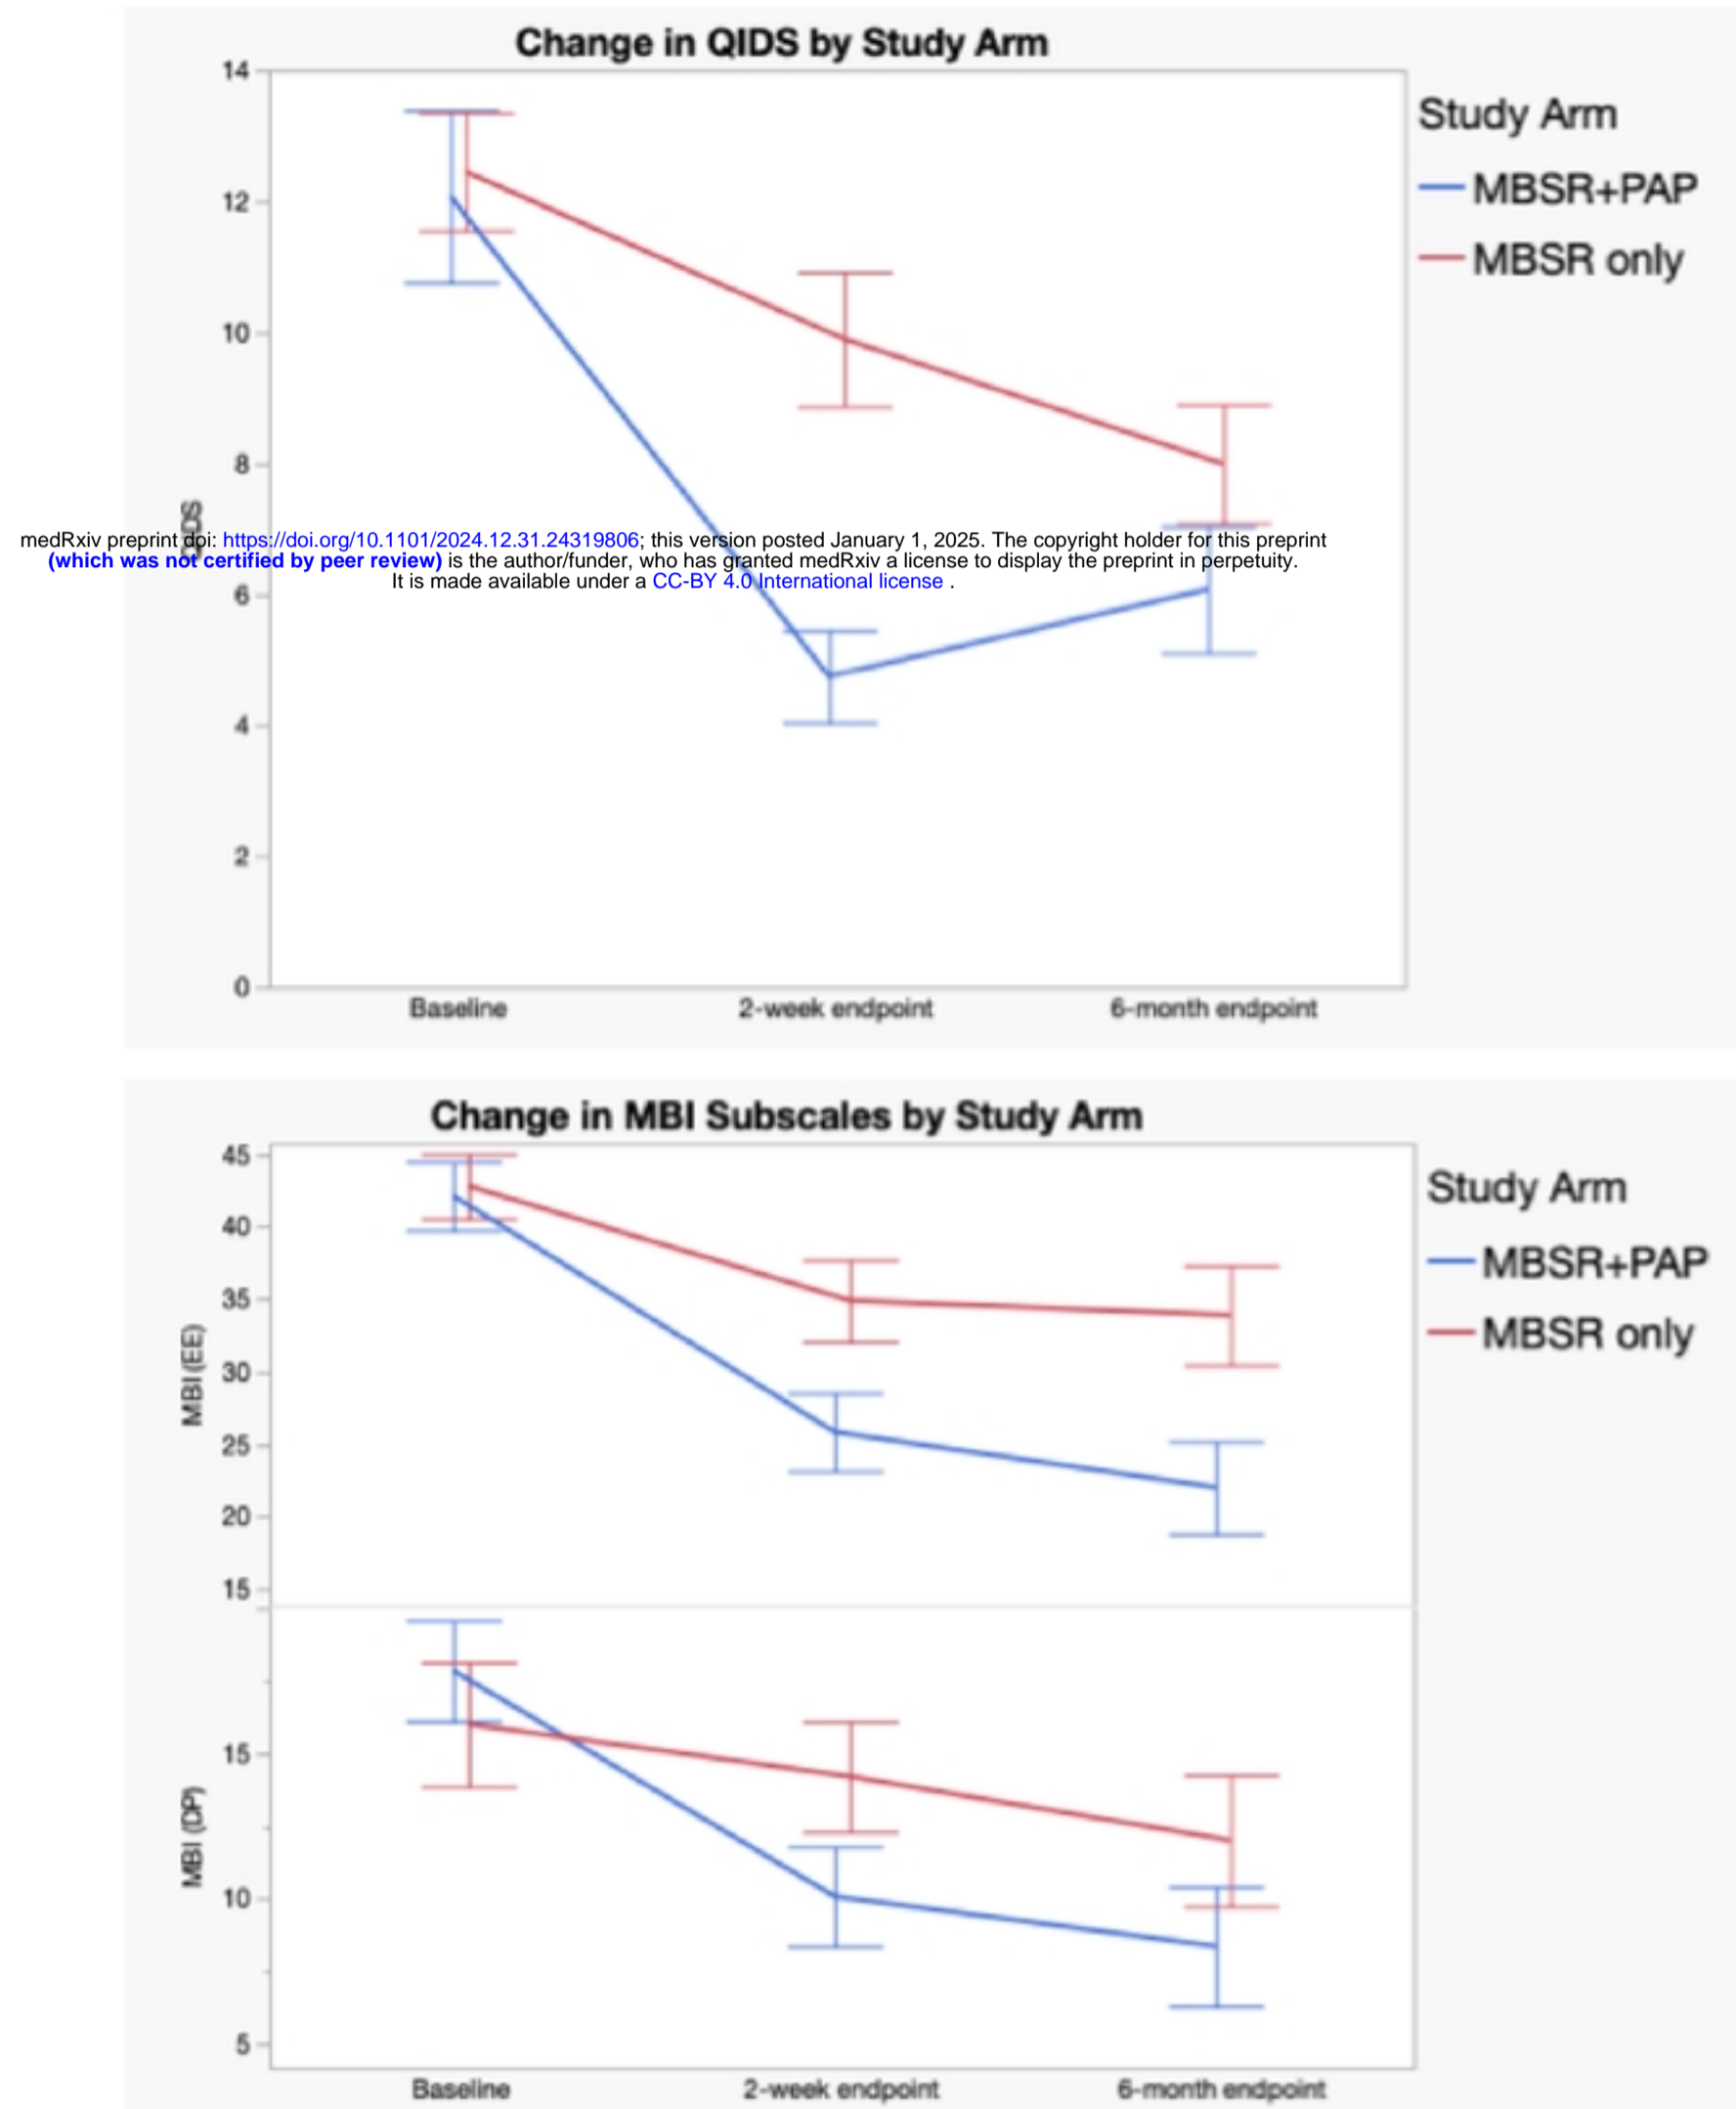 Change in QIDS by Study Arm
14
12
10
8
6
4
2
0
Study Arm
MBSR+PAP
MBSR only
medRxiv preprint doi: https://doi.org/10.1101/2024.12.31.24319806; this version posted January 1, 2025. The copyright holder for this preprint
(which was not certified by peer review) is the author/funder, who has granted medRxiv a license to display the preprint in perpetuity.
It is made available under a CC-BY 4.0 International license .
QIDS
Baseline 2-week endpoint 6-month endpoint
Change in MBI Subscales by Study Arm
45
40
35
30
25
20
15
MBI (EE)
Study Arm
MBSR+PAP
MBSR only
15
10
5
MBI (DP)
Baseline 2-week endpoint 6-month endpoint